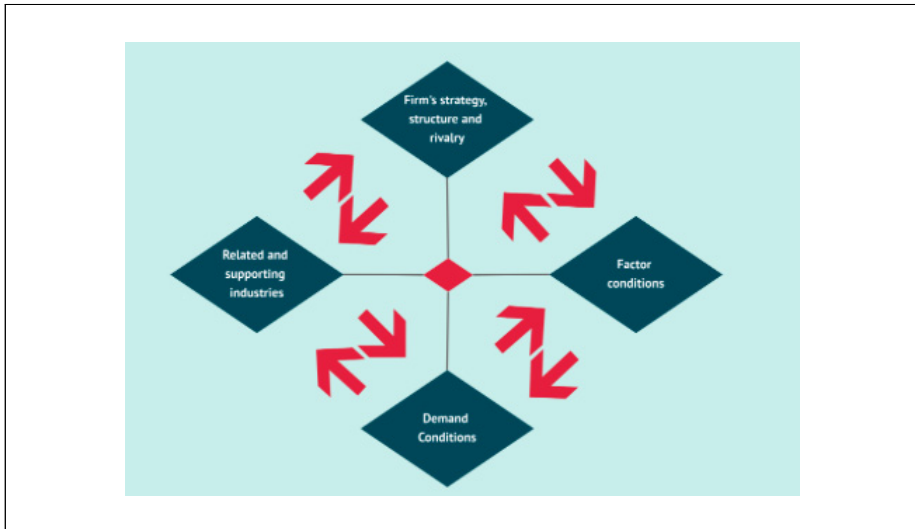 Firm's strategy,
structure and
rivalry
Related and
supporting
industries
Factor
conditions
Demand
Conditions